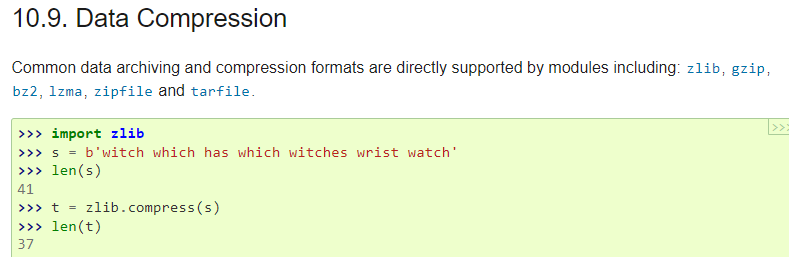 10.9. Data Compression
Common data archiving and compression formats are directly supported by modules including: zlib, gzip,
bz2, lzma, zipfile and tarfile.
>>>
>>> import zlib
>>> s = b'witch which has which witches wrist watch'
>>> len(s)
41
>>> t = zlib.compress(s)
>>> len(t)
37